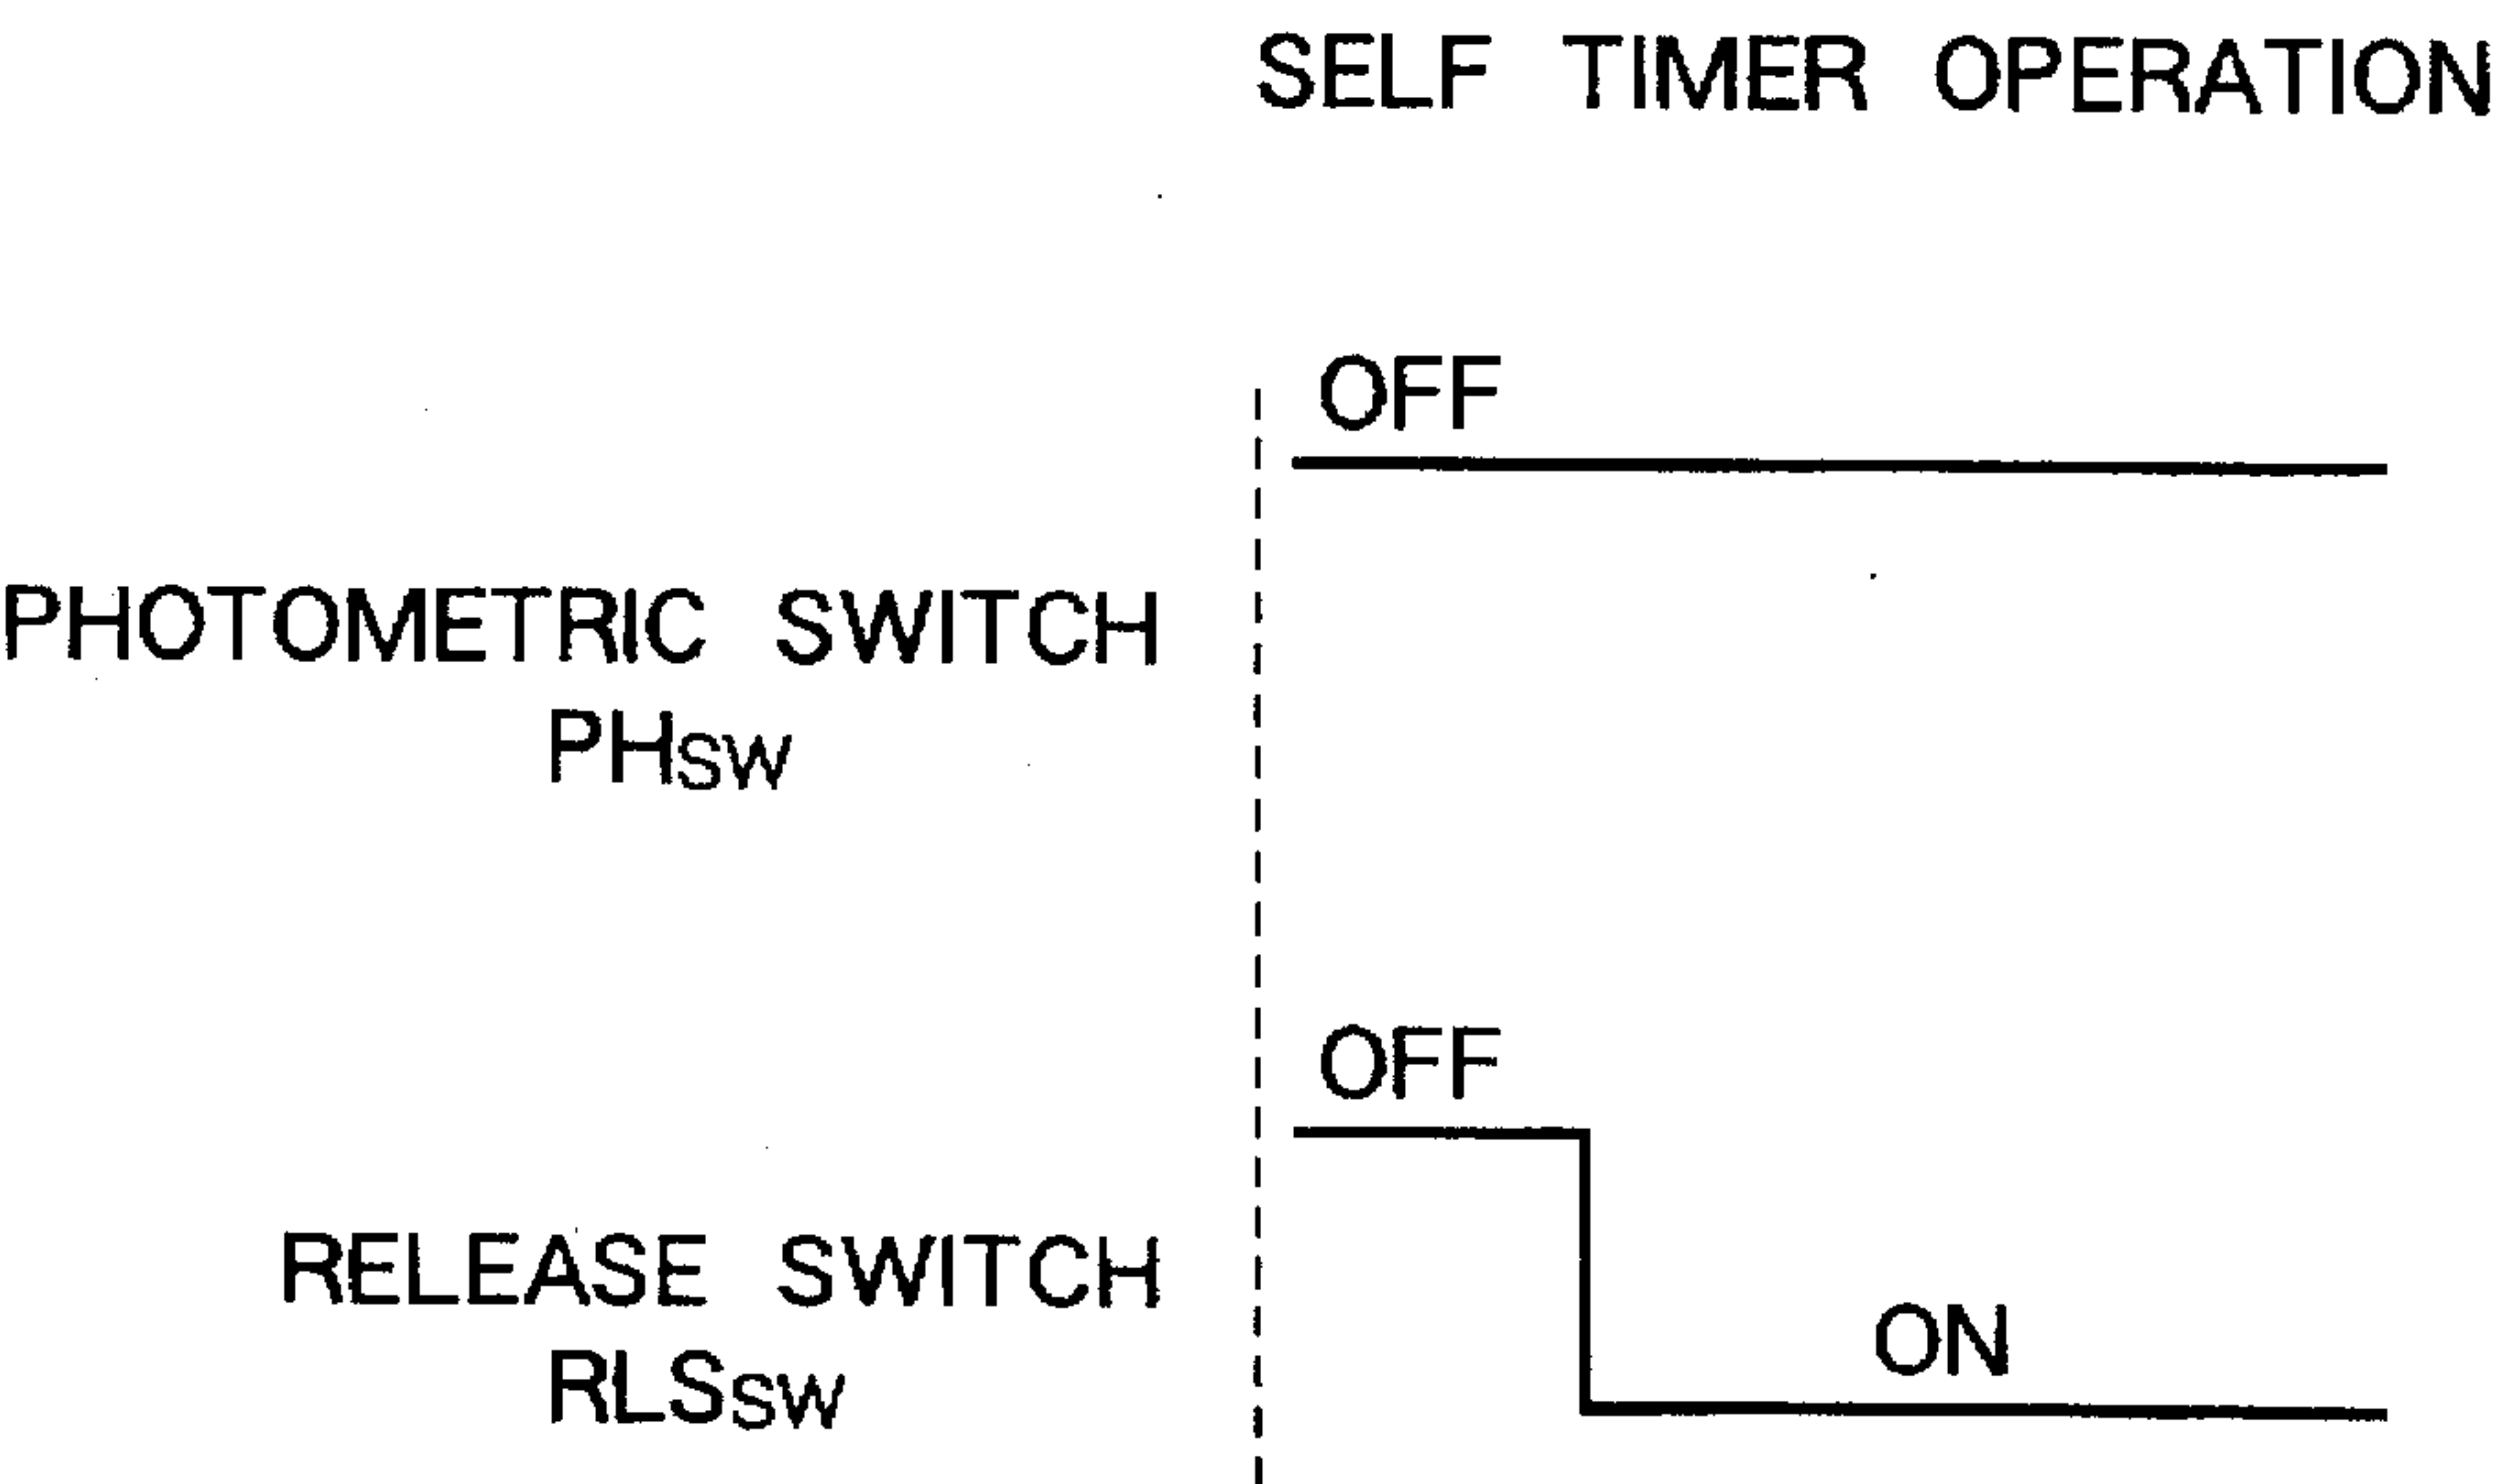 SELF TIMER OPERATION
OFF
PHOTOMETRIC SWITCH
PHSW
OFF
RELEASE SWITCH
ON
RLSSW